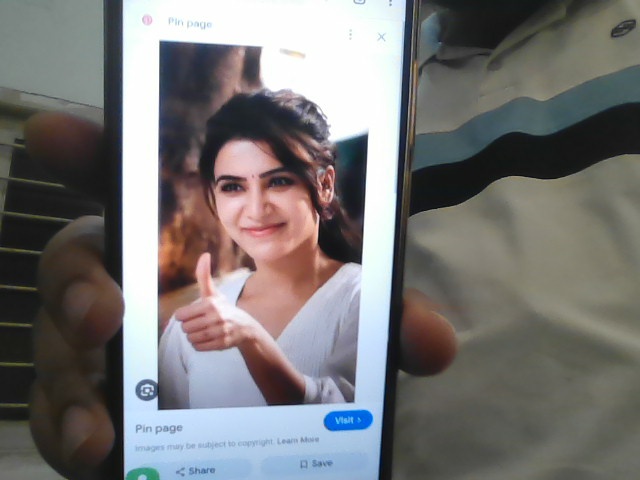 Pin page
Pin page
Visit ›
Images may be subject to copyright. Learn More
Share
Save